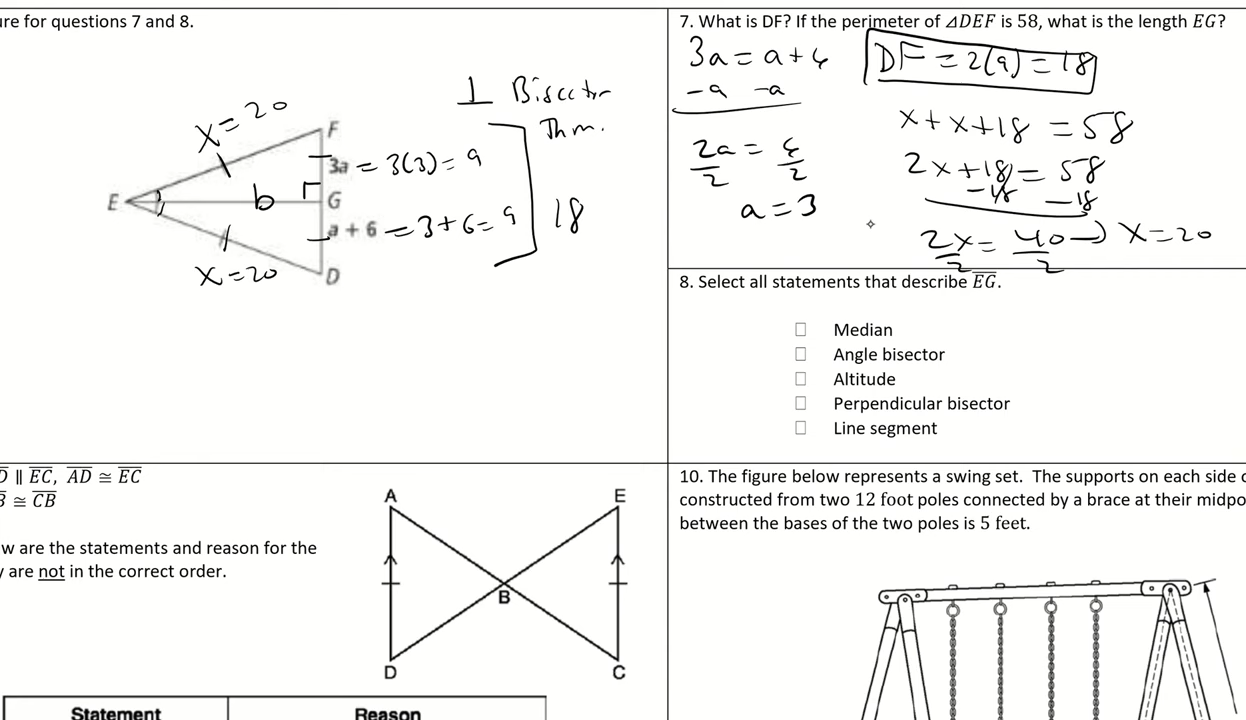 ure for questions 7 and 8.
7. What is DF? If the perimeter of ΔDEF is 58, what is the length EG?
3a = a + 6
-a -a
2a = 6
2 2
a = 3
DF = 2(9) = 18
x + x + 18 = 58
2x + 18 = 58
-18 -18
2x = 40 → x = 20
2 2
⊥ Bisector
Thm.
x = 20
F
3a = 3(3) = 9
E
b
G
a + 6 = 3 + 6 = 9
18
x = 20
D
8. Select all statements that describe EG.
Median
Angle bisector
Altitude
Perpendicular bisector
Line segment
D ∥ EC, AD ≅ EC
B ≅ CB
w are the statements and reason for the
y are not in the correct order.
A
E
B
D
C
Statement Reason
10. The figure below represents a swing set. The supports on each side o
constructed from two 12 foot poles connected by a brace at their midpo
between the bases of the two poles is 5 feet.